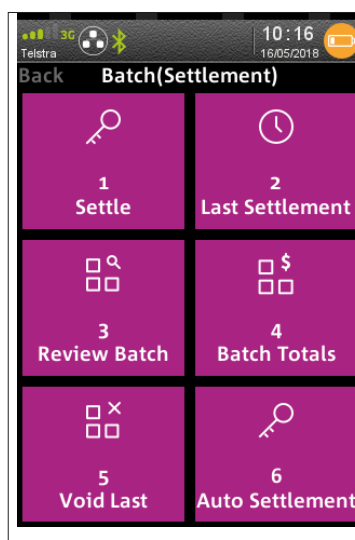 3G
10:16
Telstra
16/05/2018
Back Batch(Settlement)
1
Settle
2
Last Settlement
3
Review Batch
$
4
Batch Totals
5
Void Last
6
Auto Settlement